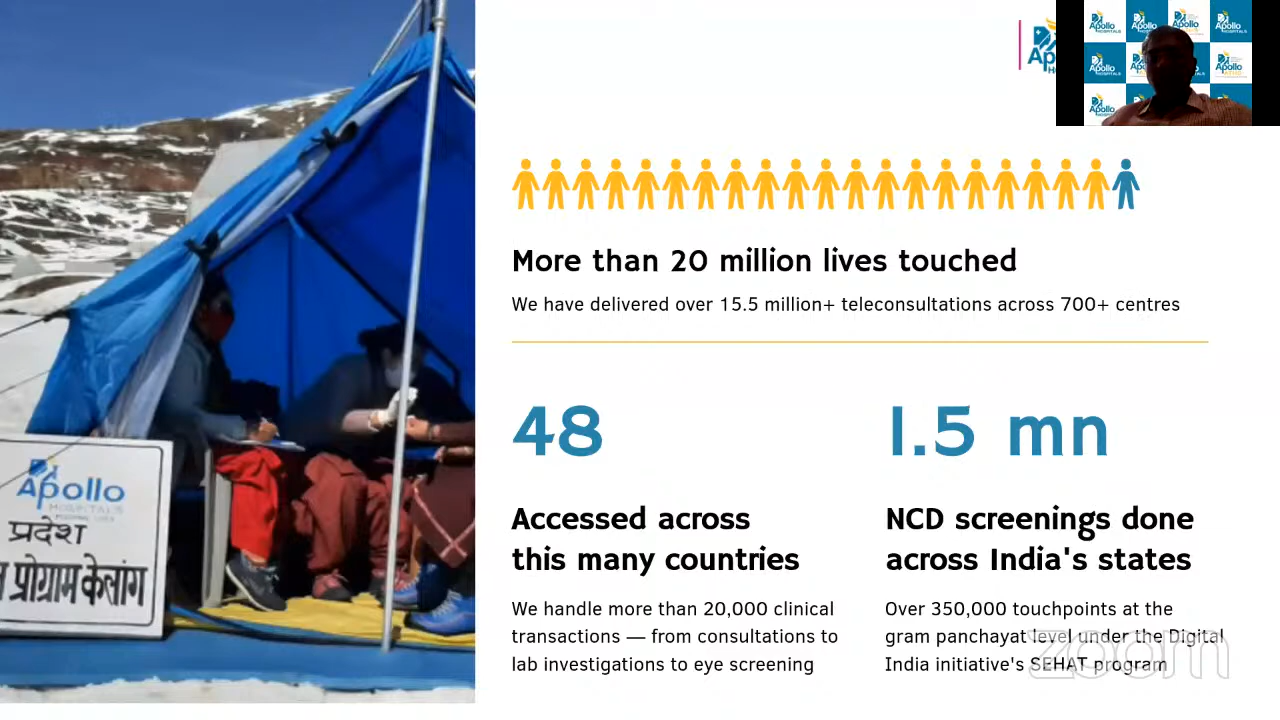 Apollo
HOSPITALS
More than 20 million lives touched
We have delivered over 15.5 million+ teleconsultations across 700+ centres
48
Accessed across
this many countries
We handle more than 20,000 clinical
transactions — from consultations to
lab investigations to eye screening
1.5 mn
NCD screenings done
across India's states
Over 350,000 touchpoints at the
gram panchayat level under the Digital
India initiative's SEHAT program
zoom
Apollo
HOSPITALS
प्रदेश
प्रोग्राम केलांग